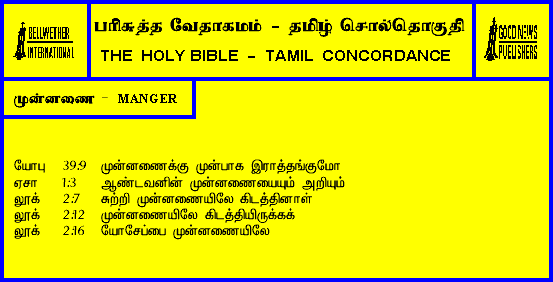 BELLWETHER
INTERNATIONAL
பரிசுத்த வேதாகமம் - தமிழ் சொல்தொகுதி
THE HOLY BIBLE - TAMIL CONCORDANCE
GOOD NEWS
PUBLISHERS
முன்னணை - MANGER
யோபு 39:9 முன்னணைக்கு முன்பாக இராத்தங்குமோ
ஏசா 1:3 ஆண்டவனின் முன்னணையையும் அறியும்
லூக் 2:7 சுற்றி முன்னணையிலே கிடத்தினாள்
லூக் 2:12 முன்னணையிலே கிடத்தியிருக்கக்
லூக் 2:16 யோசேப்பை முன்னணையிலே